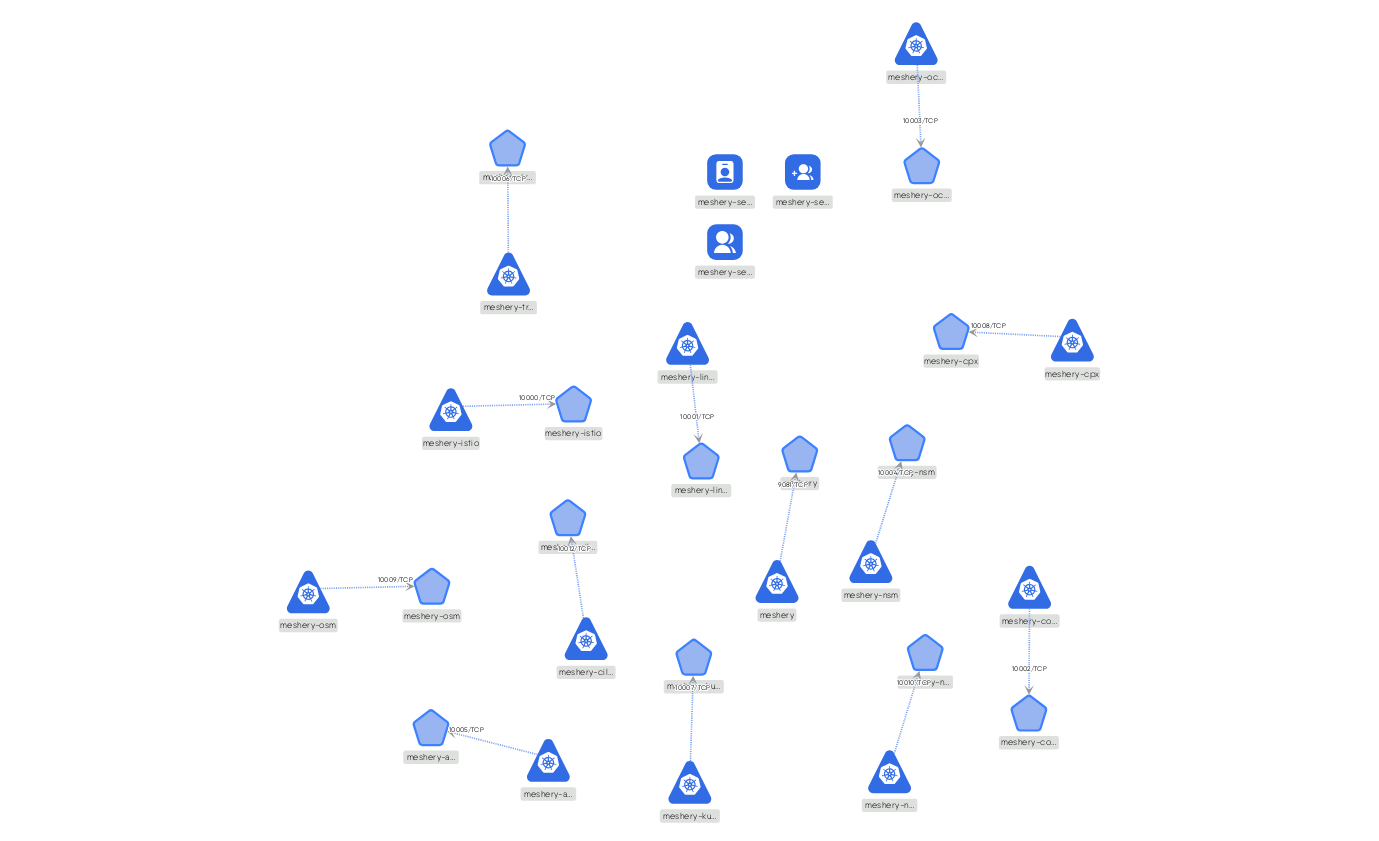 meshery-oc...
10003/TCP
meshery-oc...
10006/TCP
meshery-tr...
meshery-se...
meshery-se...
meshery-se...
10008/TCP
meshery-cpx
meshery-cpx
meshery-lin...
10001/TCP
meshery-lin...
10000/TCP
meshery-istio
meshery-istio
10004/TCP
-nsm
meshery-nsm
9081/TCP
ry
meshery
10012/TCP
meshery-cil...
10009/TCP
meshery-osm
meshery-osm
meshery-co...
10002/TCP
meshery-co...
10007/TCP
meshery-ku...
10010/TCP
y-n...
meshery-n...
10005/TCP
meshery-a...
meshery-a...